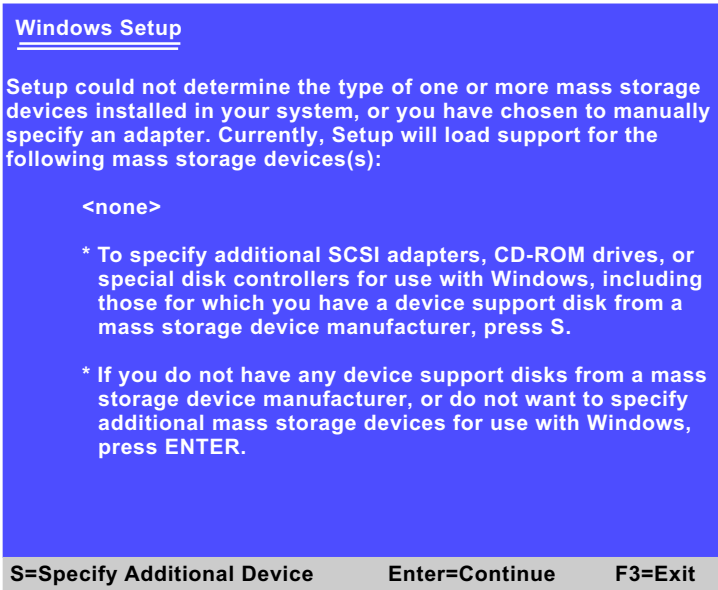 Windows Setup
Setup could not determine the type of one or more mass storage
devices installed in your system, or you have chosen to manually
specify an adapter. Currently, Setup will load support for the
following mass storage devices(s):
<none>
* To specify additional SCSI adapters, CD-ROM drives, or
special disk controllers for use with Windows, including
those for which you have a device support disk from a
mass storage device manufacturer, press S.
* If you do not have any device support disks from a mass
storage device manufacturer, or do not want to specify
additional mass storage devices for use with Windows,
press ENTER.
S=Specify Additional Device Enter=Continue F3=Exit